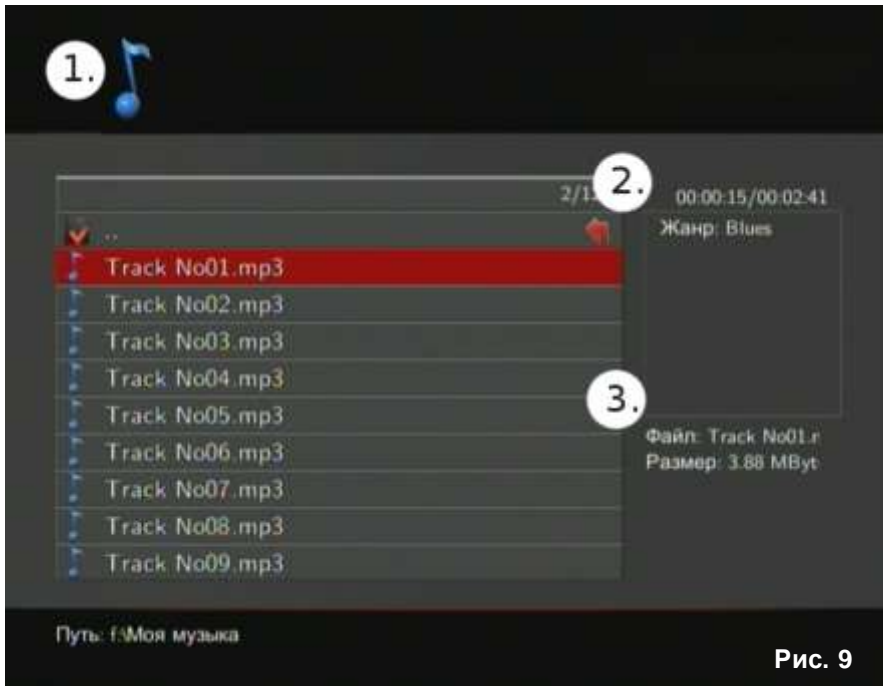 1.
2.
00:00:15/00:02:41
..
Жанр: Blues
Track No01.mp3
Track No02.mp3
Track No03.mp3
Track No04.mp3
3.
Track No05.mp3
Файл: Track No01.
Track No06.mp3
Размер: 3.88 MByt
Track No07.mp3
Track No08.mp3
Track No09.mp3
Путь: f:\Моя музыка
Рис. 9